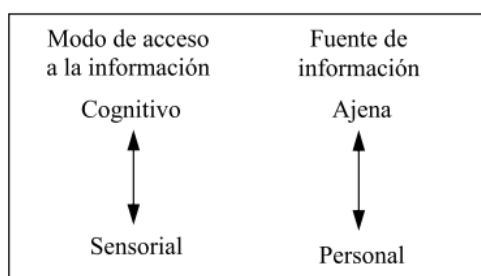 Modo de acceso
a la información
Cognitivo
Sensorial
Fuente de
información
Ajena
Personal